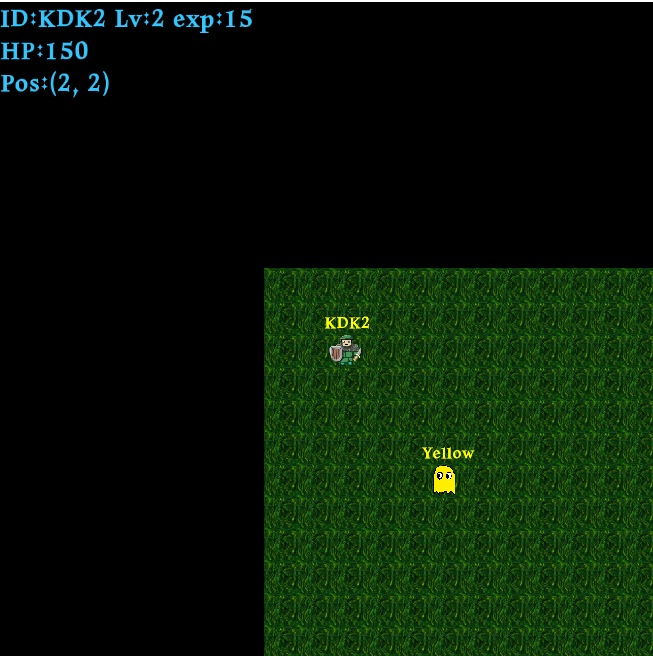 ID:KDK2 Lv:2 exp:15
HP:150
Pos:(2, 2)
KDK2
Yellow